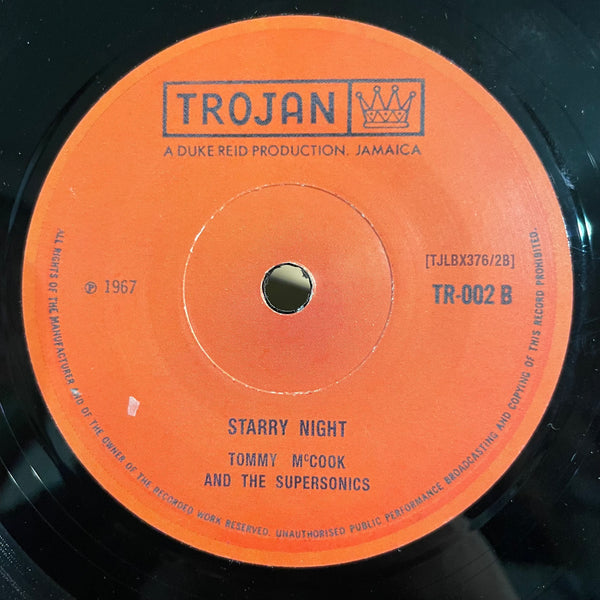 TROJAN
A DUKE REID PRODUCTION. JAMAICA
[TJLBX376/2B]
℗ 1967
TR-002 B
STARRY NIGHT
TOMMY McCOOK
AND THE SUPERSONICS
ALL RIGHTS OF THE MANUFACTURER AND OF THE OWNER OF THE RECORDED WORK RESERVED. UNAUTHORISED PUBLIC PERFORMANCE BROADCASTING AND COPYING OF THIS RECORD PROHIBITED.